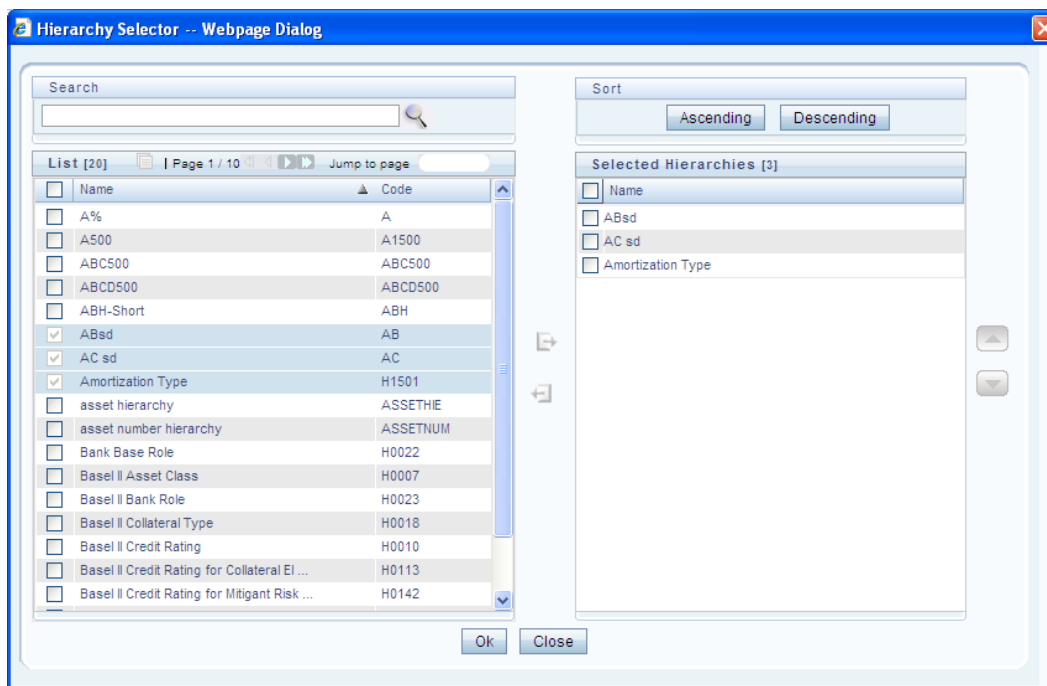 Hierarchy Selector -- Webpage Dialog
Search
Sort
Ascending Descending
List [20] | Page 1 / 10 Jump to page
Selected Hierarchies [3]
Name Code
Name
A% A
A500 A1500
ABC500 ABC500
ABCD500 ABCD500
ABH-Short ABH
ABsd AB
AC sd AC
Amortization Type H1501
asset hierarchy ASSETHIE
asset number hierarchy ASSETNUM
Bank Base Role H0022
Basel II Asset Class H0007
Basel II Bank Role H0023
Basel II Collateral Type H0018
Basel II Credit Rating H0010
Basel II Credit Rating for Collateral El ... H0113
Basel II Credit Rating for Mitigant Risk ... H0142
ABsd
AC sd
Amortization Type
Ok Close